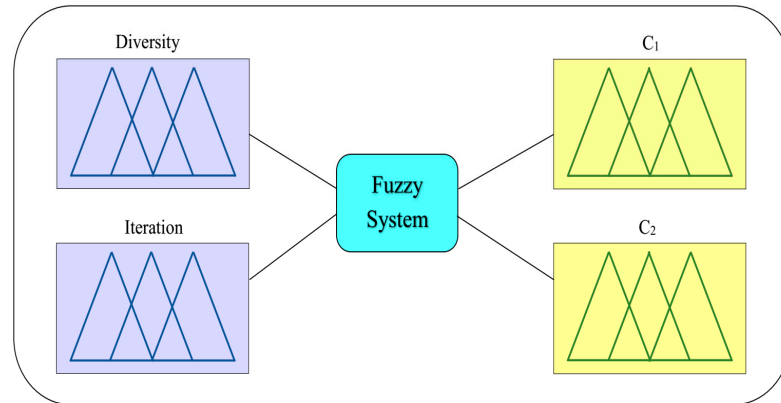 Diversity
C₁
Fuzzy
System
Iteration
C₂